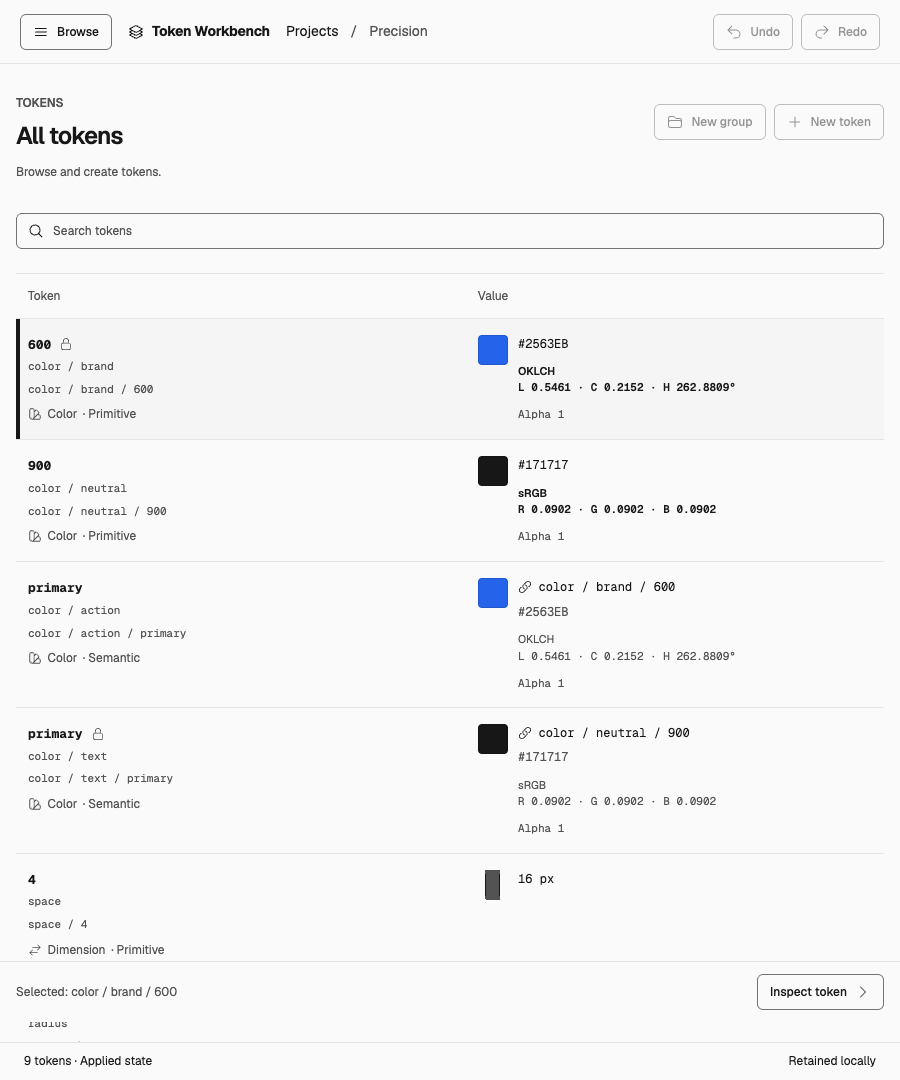 Browse Token Workbench Projects / Precision Undo Redo
TOKENS
All tokens
New group New token
Browse and create tokens.
Search tokens
Token Value
600 #2563EB
color / brand
OKLCH
color / brand / 600 L 0.5461 · C 0.2152 · H 262.8809°
Color · Primitive Alpha 1
900 #171717
color / neutral
sRGB
color / neutral / 900 R 0.0902 · G 0.0902 · B 0.0902
Color · Primitive Alpha 1
primary color / brand / 600
color / action #2563EB
color / action / primary OKLCH
Color · Semantic L 0.5461 · C 0.2152 · H 262.8809°
Alpha 1
primary color / neutral / 900
color / text #171717
color / text / primary sRGB
Color · Semantic R 0.0902 · G 0.0902 · B 0.0902
Alpha 1
4 16 px
space
space / 4
Dimension · Primitive
Selected: color / brand / 600 Inspect token
radius
9 tokens · Applied state Retained locally